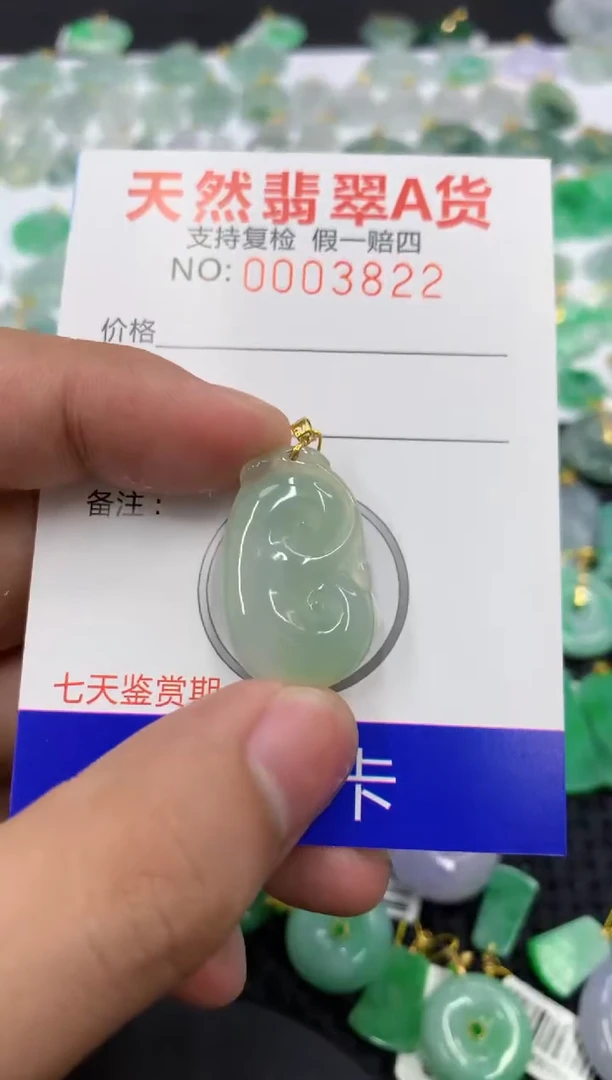 天然翡翠A货
支持复检 假一赔四
NO: 0003822
价格
备注：
七天鉴赏期
卡